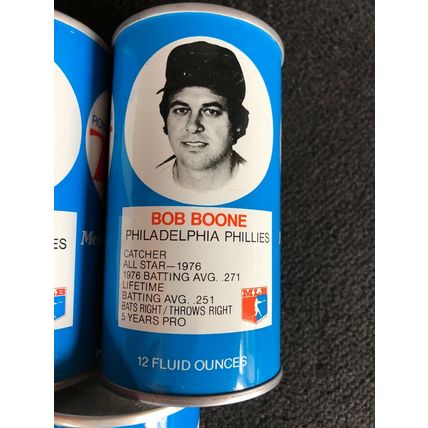 BOB BOONE
PHILADELPHIA PHILLIES
CATCHER
ALL STAR—1976
1976 BATTING AVG. .271
LIFETIME
BATTING AVG. .251
BATS RIGHT/THROWS RIGHT
5 YEARS PRO
MLB
12 FLUID OUNCES